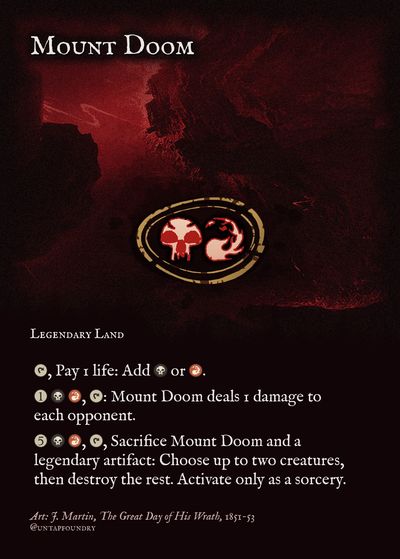 Mount Doom
Legendary Land
, Pay 1 life: Add or .
1 , : Mount Doom deals 1 damage to
each opponent.
5 , , Sacrifice Mount Doom and a
legendary artifact: Choose up to two creatures,
then destroy the rest. Activate only as a sorcery.
Art: J. Martin, The Great Day of His Wrath, 1851-53
@untapfoundry